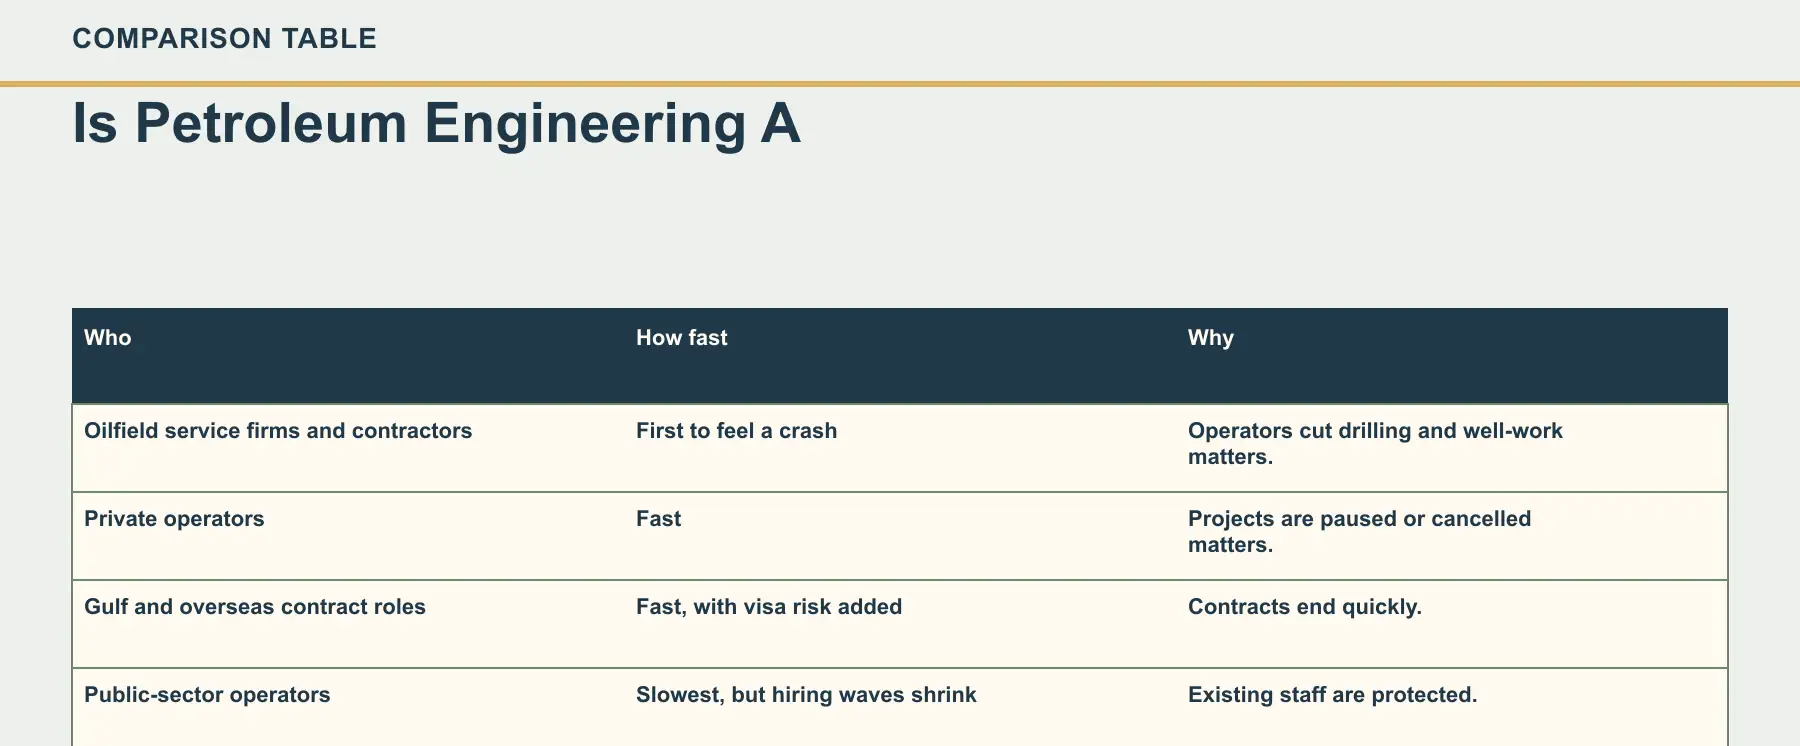 COMPARISON TABLE
Is Petroleum Engineering A
Who How fast Why
Oilfield service firms and contractors First to feel a crash Operators cut drilling and well-work
matters.
Private operators Fast Projects are paused or cancelled
matters.
Gulf and overseas contract roles Fast, with visa risk added Contracts end quickly.
Public-sector operators Slowest, but hiring waves shrink Existing staff are protected.